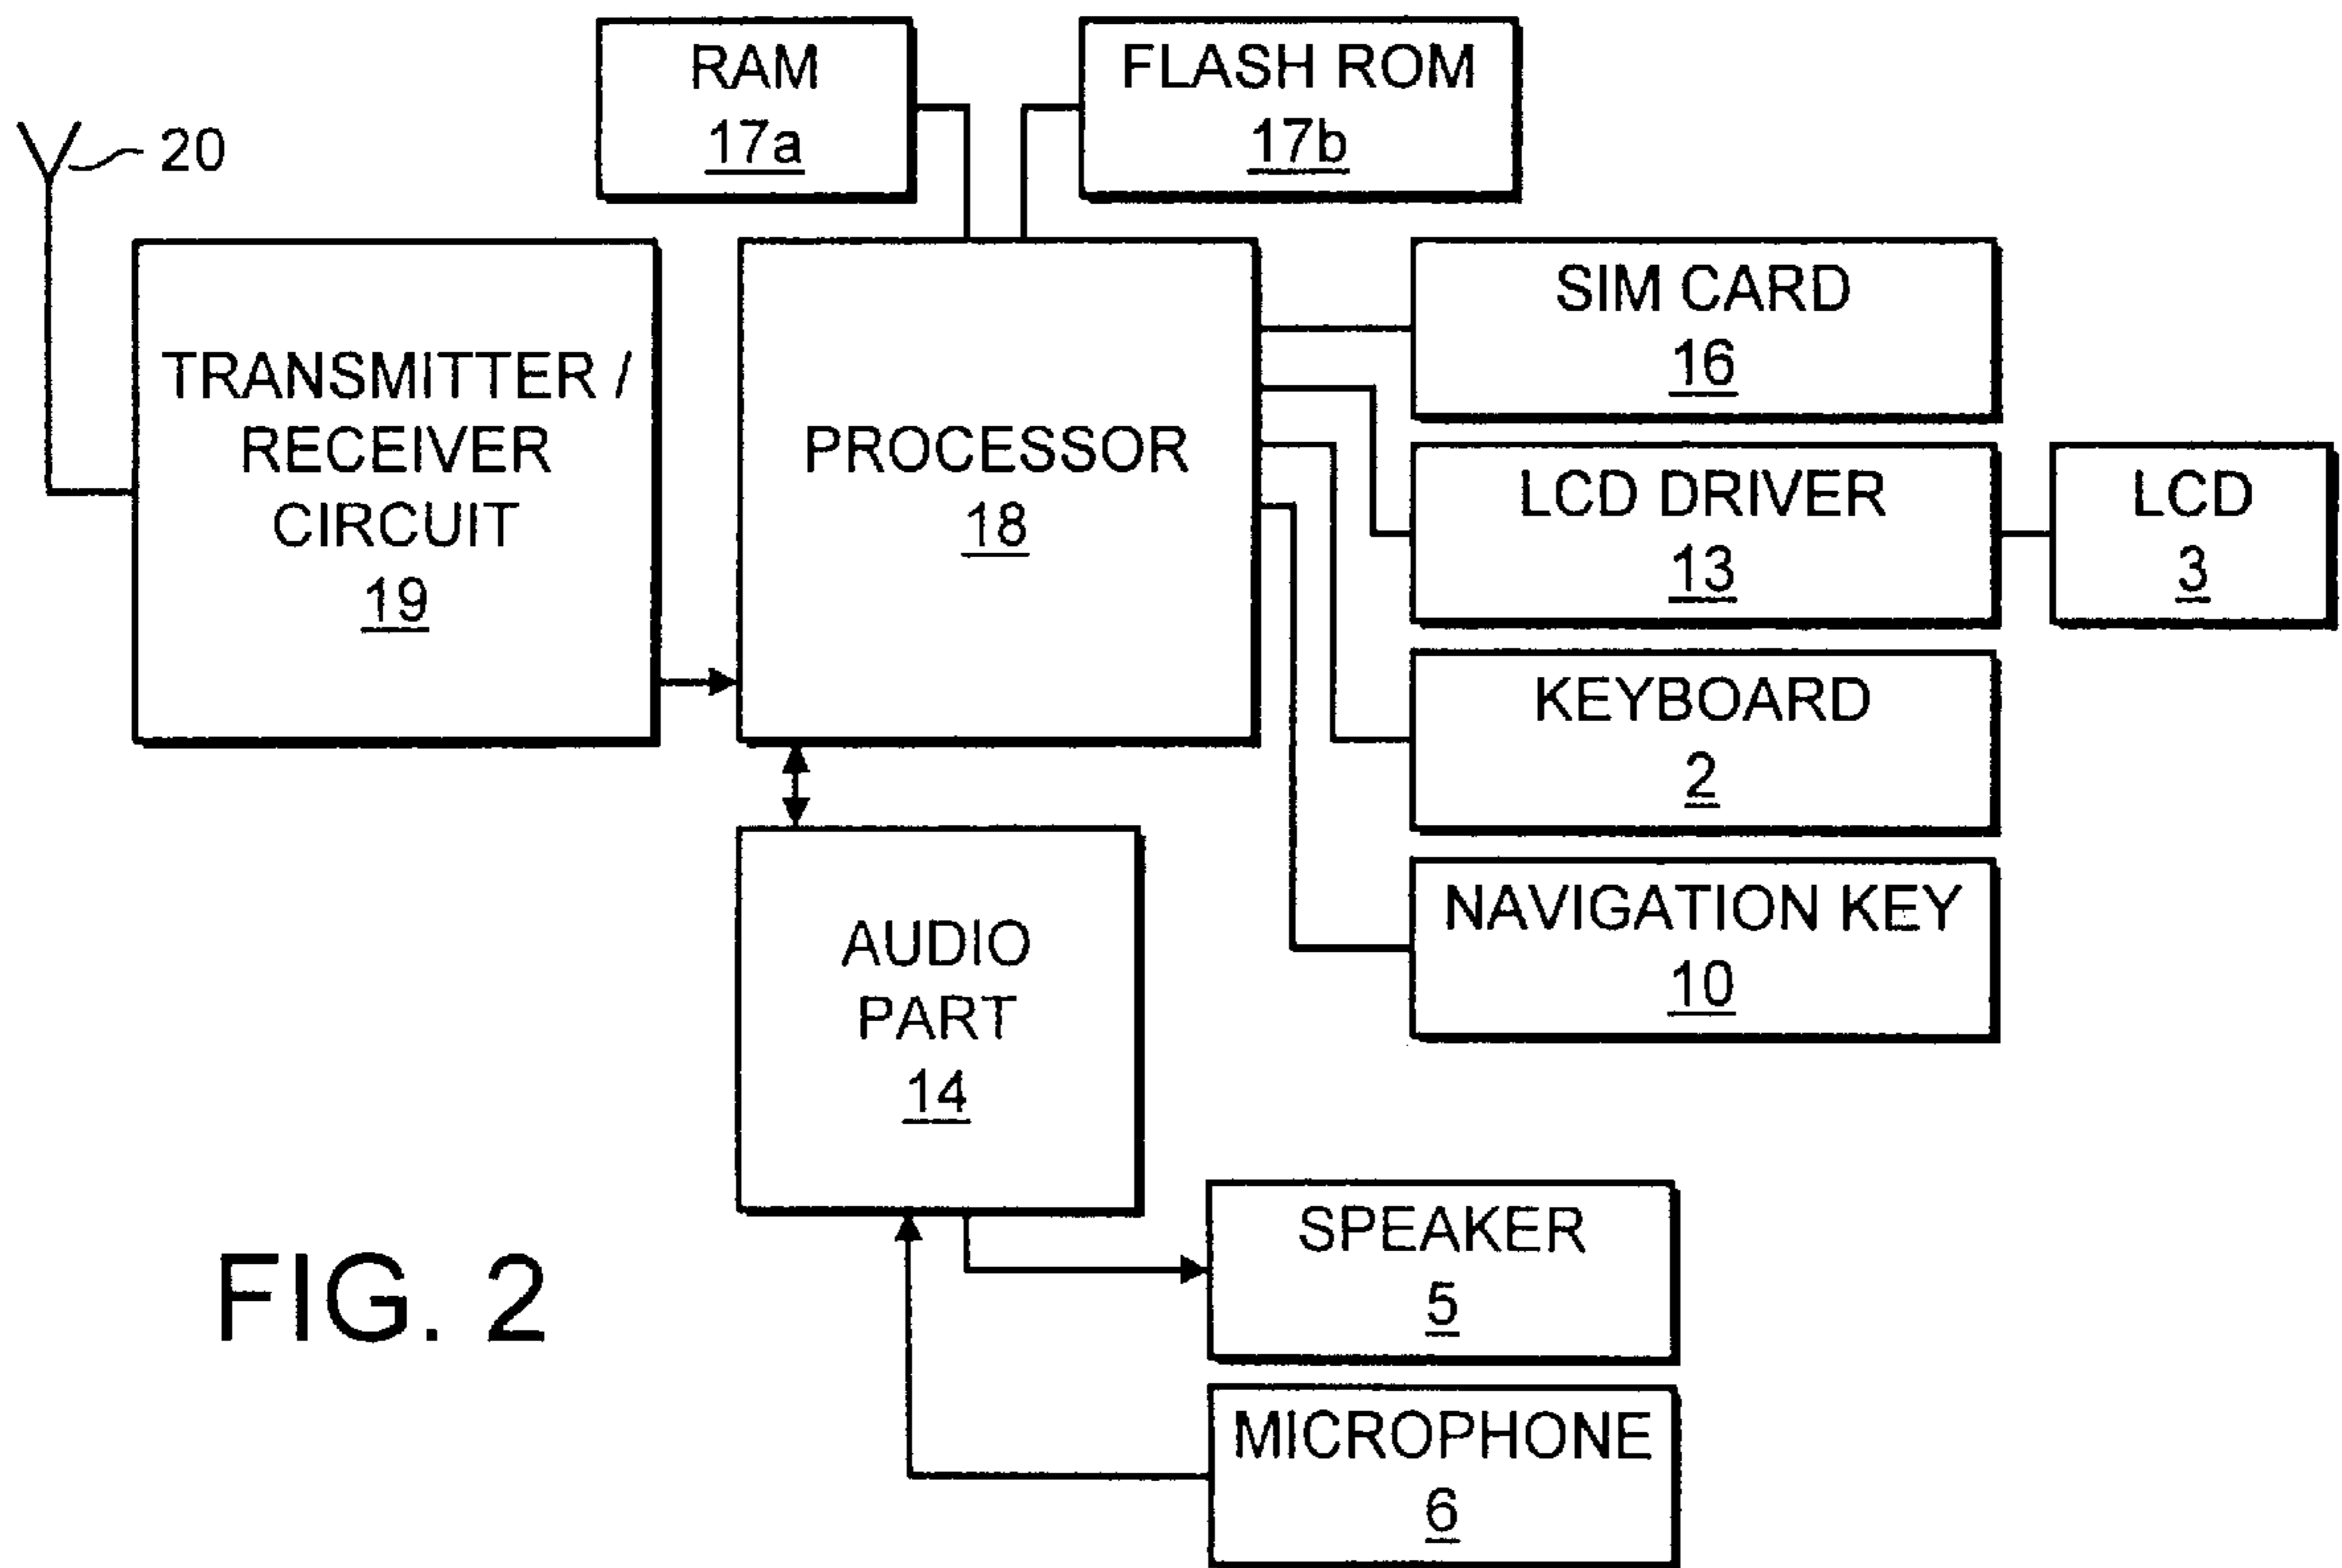 RAM
17a
FLASH ROM
17b
20
TRANSMITTER /
RECEIVER
CIRCUIT
19
PROCESSOR
18
SIM CARD
16
LCD DRIVER
13
LCD
3
KEYBOARD
2
NAVIGATION KEY
10
AUDIO
PART
14
SPEAKER
5
MICROPHONE
6
FIG. 2